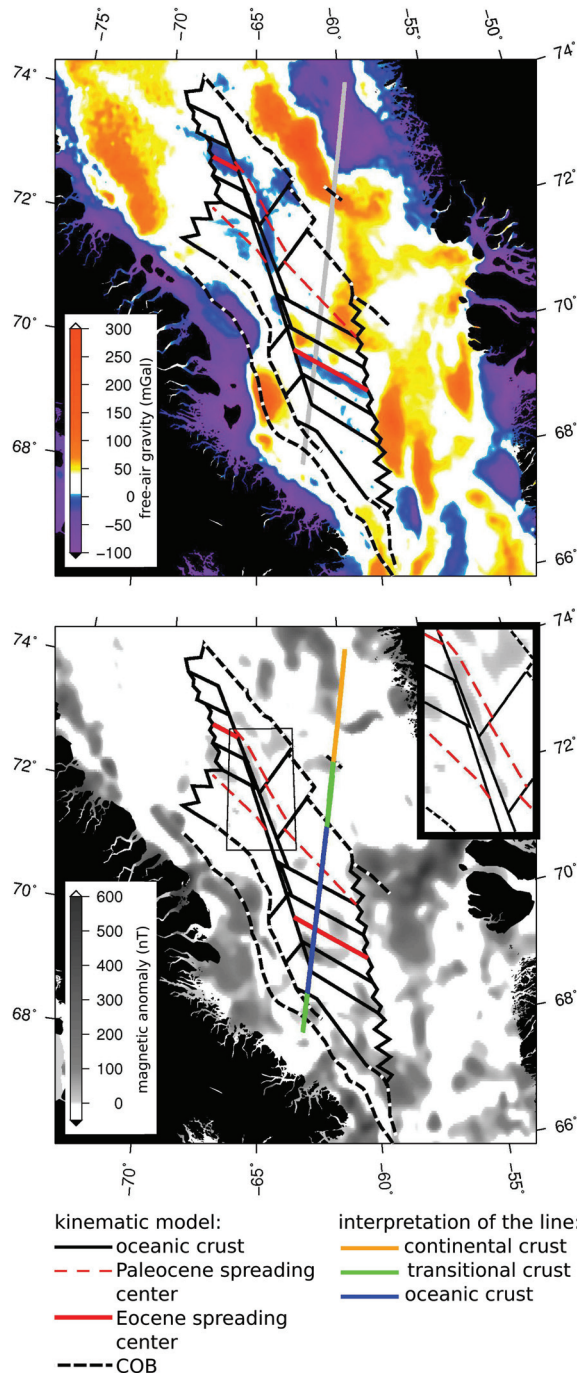 −75° −70° −65° −60° −55° −50°
74° 74°
72° 72°
70° 70°
68° 68°
66°
300
250
200
150
100
50
0
−50
−100
free-air gravity (mGal)
74° 74°
72° 72°
70° 70°
68° 68°
66°
600
500
400
300
200
100
0
magnetic anomaly (nT)
−70° −65° −60° −55°
kinematic model:
oceanic crust
Paleocene spreading
center
Eocene spreading
center
COB
interpretation of the line:
continental crust
transitional crust
oceanic crust